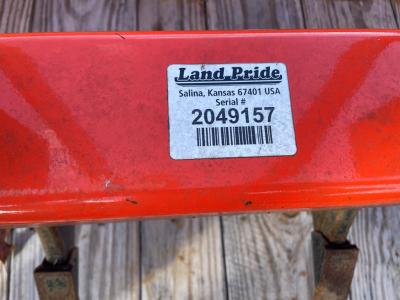 Land Pride
Salina, Kansas 67401 USA
Serial #
2049157